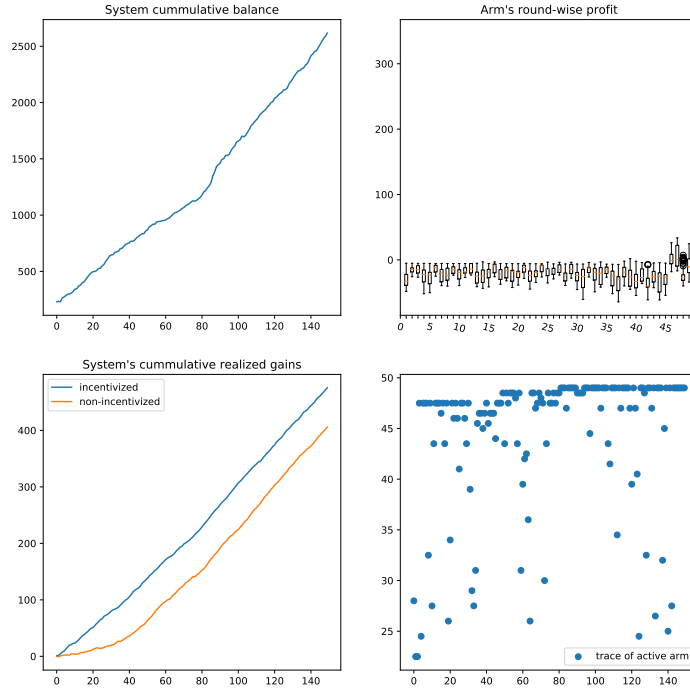 System cummulative balance
2500
2000
1500
1000
500
0 20 40 60 80 100 120 140
Arm's round-wise profit
300
200
100
0
0 5 10 15 20 25 30 35 40 45
System's cummulative realized gains
incentivized
non-incentivized
400
300
200
100
0
0 20 40 60 80 100 120 140
50
45
40
35
30
25
trace of active arm
0 20 40 60 80 100 120 140